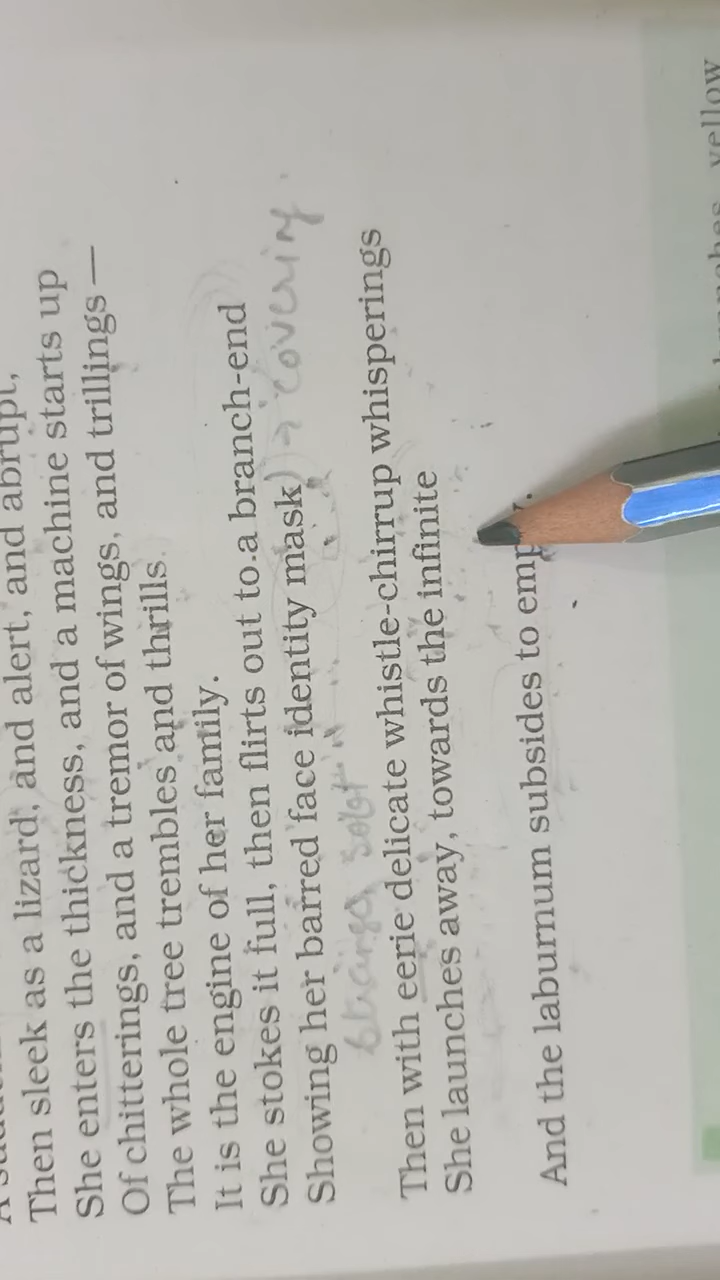 Then sleek as a lizard, and alert, and abrupt,
She enters the thickness, and a machine starts up
Of chitterings, and a tremor of wings, and trillings —
The whole tree trembles and thrills.
It is the engine of her family.
She stokes it full, then flirts out to a branch-end
Showing her barred face identity mask → covering.
Then with eerie delicate whistle-chirrup whisperings
She launches away, towards the infinite
And the laburnum subsides to
yellow